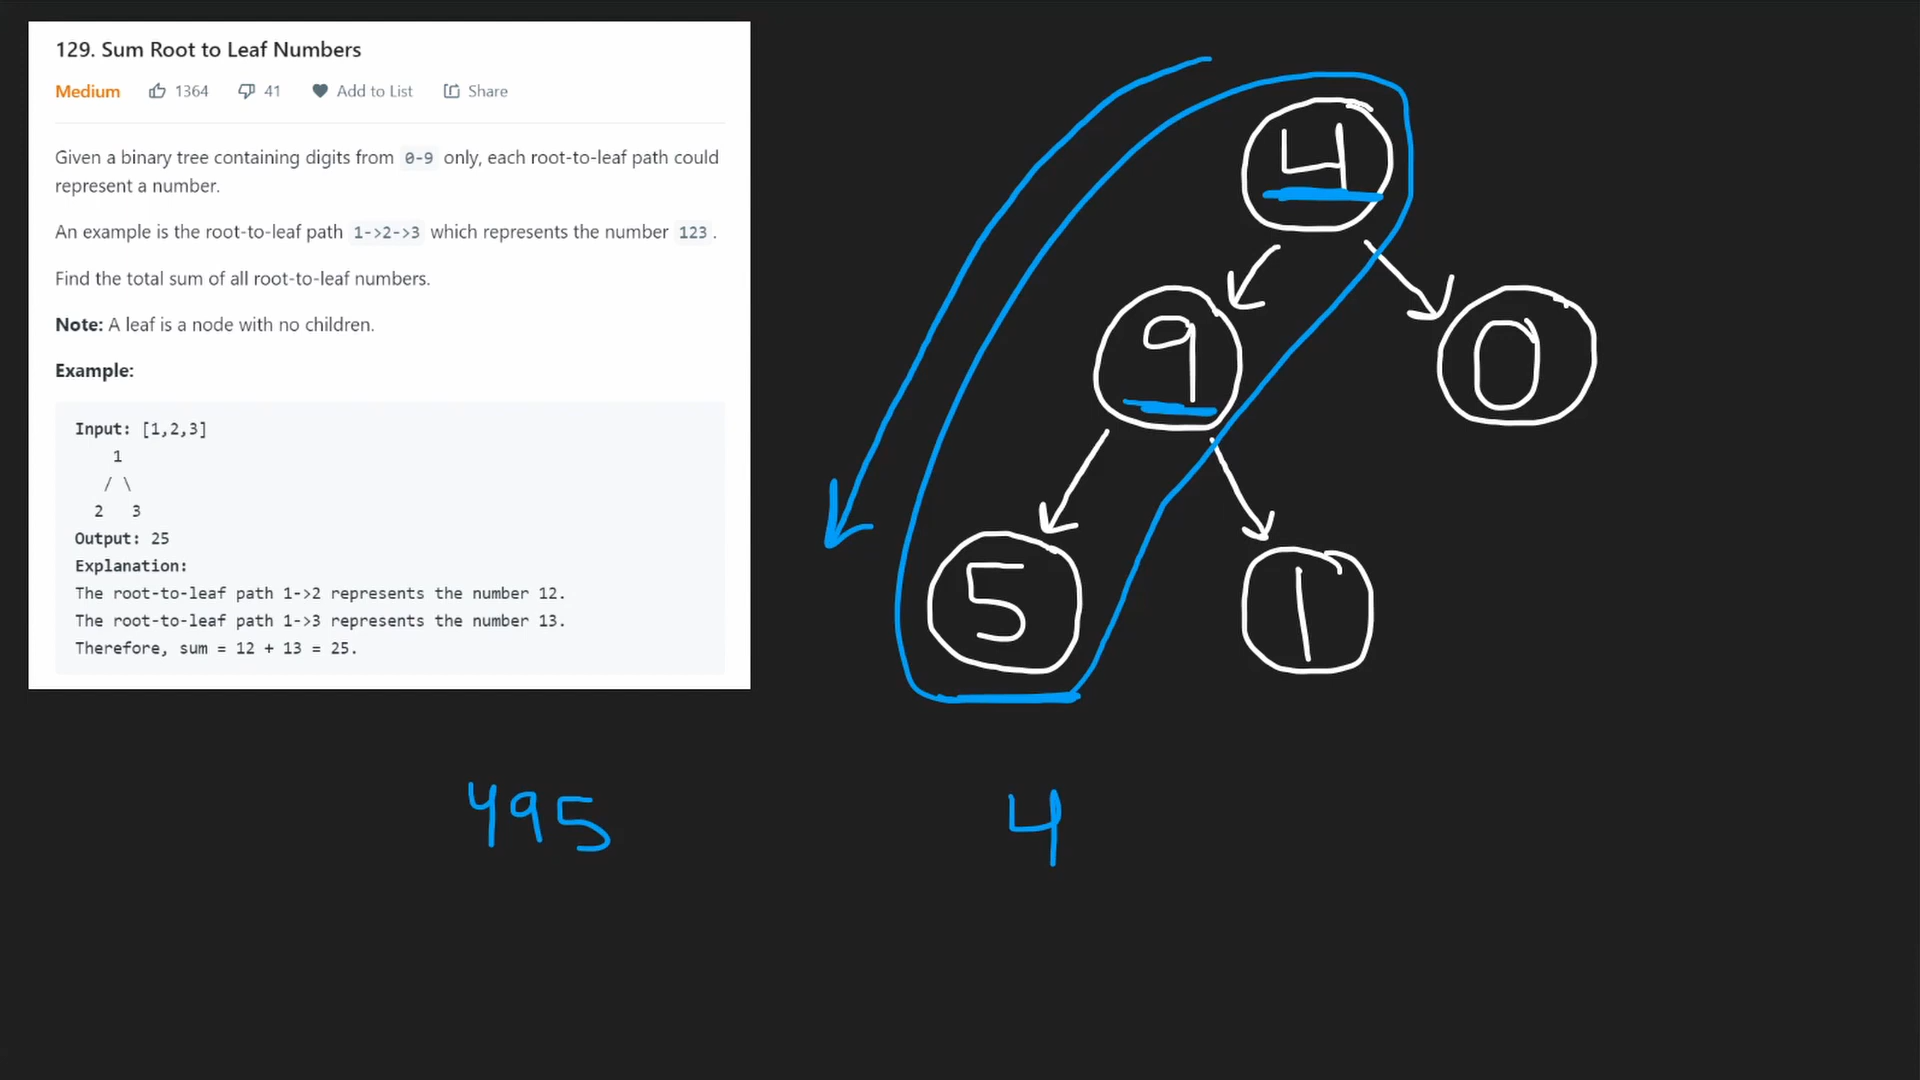 129. Sum Root to Leaf Numbers
Medium 1364 41 Add to List Share
Given a binary tree containing digits from 0-9 only, each root-to-leaf path could
represent a number.
An example is the root-to-leaf path 1->2->3 which represents the number 123.
Find the total sum of all root-to-leaf numbers.
Note: A leaf is a node with no children.
Example:
Input: [1,2,3]
1
/ \
2 3
Output: 25
Explanation:
The root-to-leaf path 1->2 represents the number 12.
The root-to-leaf path 1->3 represents the number 13.
Therefore, sum = 12 + 13 = 25.
4
9 0
5 1
495 4